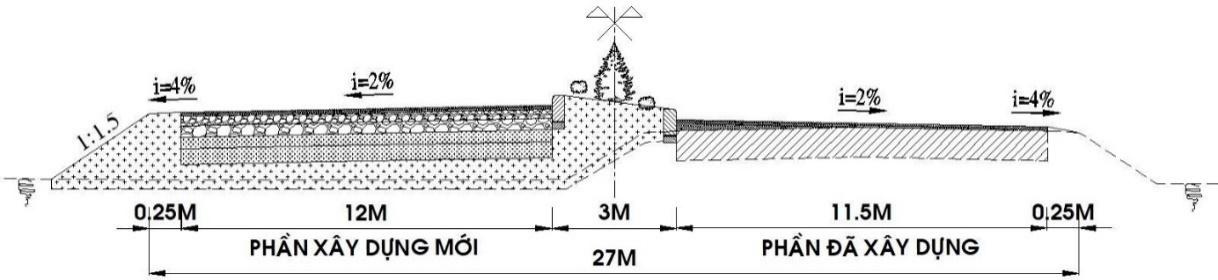 i=4% i=2% i=2% i=4%
1:1.5
0.25M 12M 3M 11.5M 0.25M
PHẦN XÂY DỰNG MỚI PHẦN ĐÃ XÂY DỰNG
27M